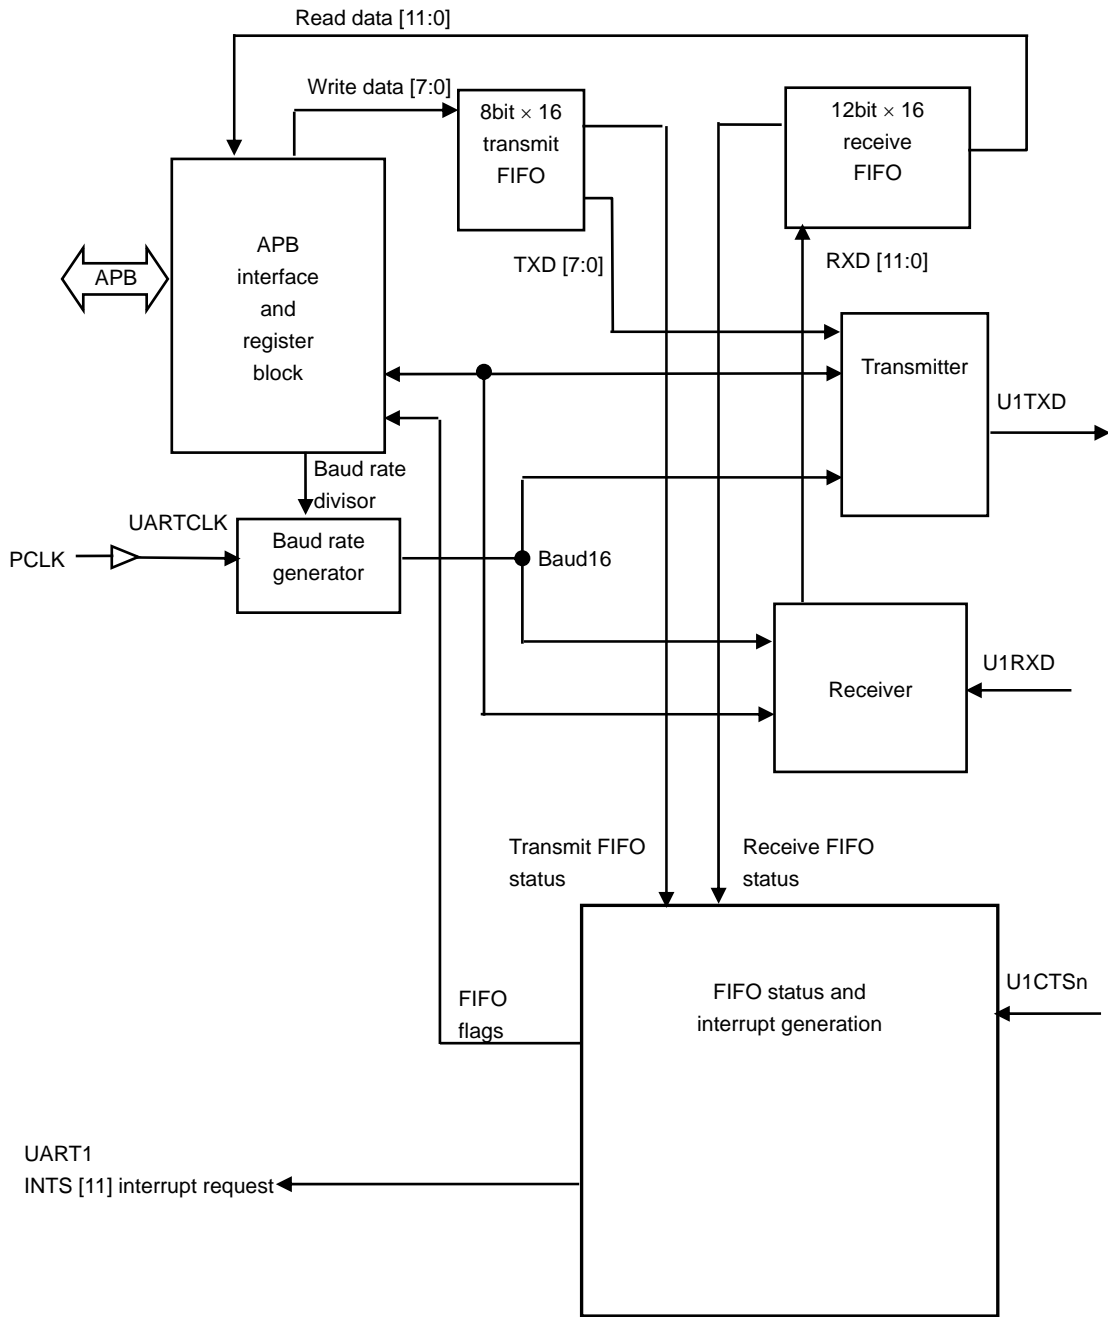 Read data [11:0]
Write data [7:0]
8bit × 16
transmit
FIFO
12bit × 16
receive
FIFO
APB
APB
interface
and
register
block
TXD [7:0]
RXD [11:0]
Transmitter
U1TXD
Baud rate
divisor
UARTCLK
PCLK
Baud rate
generator
Baud16
U1RXD
Receiver
Transmit FIFO
status
Receive FIFO
status
FIFO
flags
FIFO status and
interrupt generation
U1CTSn
UART1
INTS [11] interrupt request